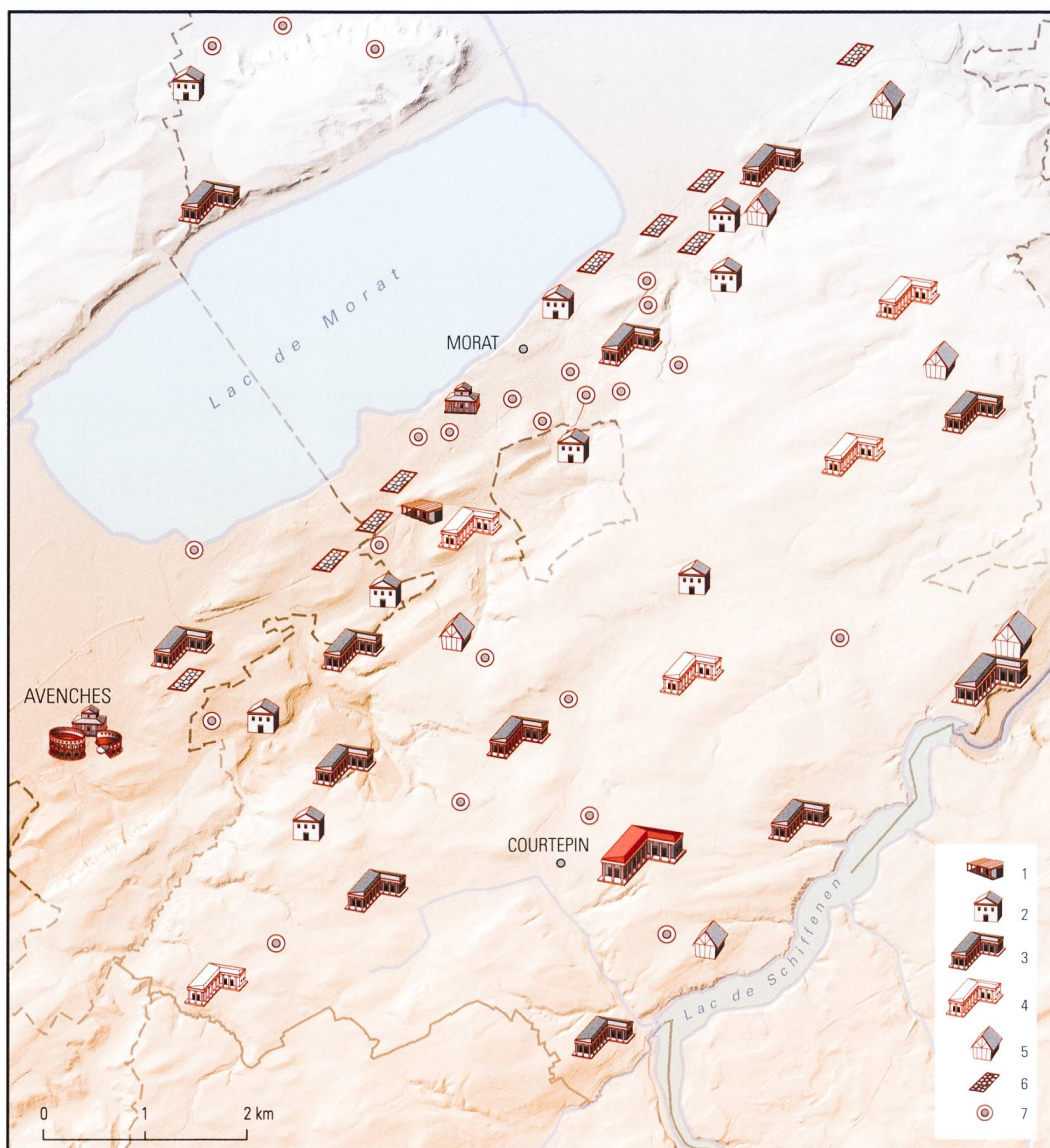 Lac de Morat
MORAT
AVENCHES
COURTEPIN
Lac de Schiffenen
1
2
3
4
5
6
7
0 1 2 km